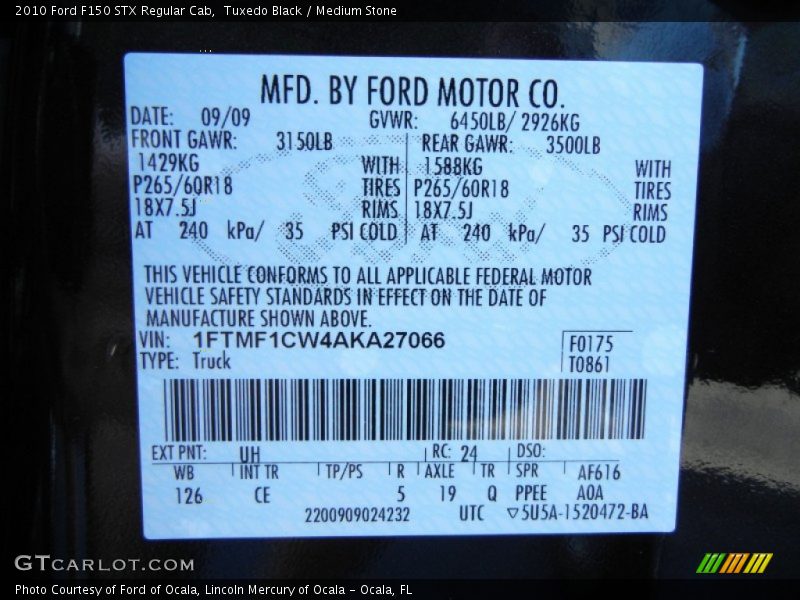 2010 Ford F150 STX Regular Cab,  Tuxedo Black / Medium Stone
MFD. BY FORD MOTOR CO.
DATE: 09/09 GVWR: 6450LB/ 2926KG
FRONT GAWR: 3150LB REAR GAWR: 3500LB
1429KG WITH 1588KG WITH
P265/60R18 TIRES P265/60R18 TIRES
18X7.5J RIMS 18X7.5J RIMS
AT 240 kPa/ 35 PSI COLD AT 240 kPa/ 35 PSI COLD
THIS VEHICLE CONFORMS TO ALL APPLICABLE FEDERAL MOTOR
VEHICLE SAFETY STANDARDS IN EFFECT ON THE DATE OF
MANUFACTURE SHOWN ABOVE.
VIN: 1FTMF1CW4AKA27066 F0175
TYPE: Truck T0861
EXT PNT: UH RC: 24 DSO:
WB INT TR TP/PS R AXLE TR SPR AF616
126 CE 5 19 Q PPEE A0A
2200909024232 UTC ▽5U5A-1520472-BA
GTCARLOT.COM
Photo Courtesy of Ford of Ocala, Lincoln Mercury of Ocala - Ocala, FL